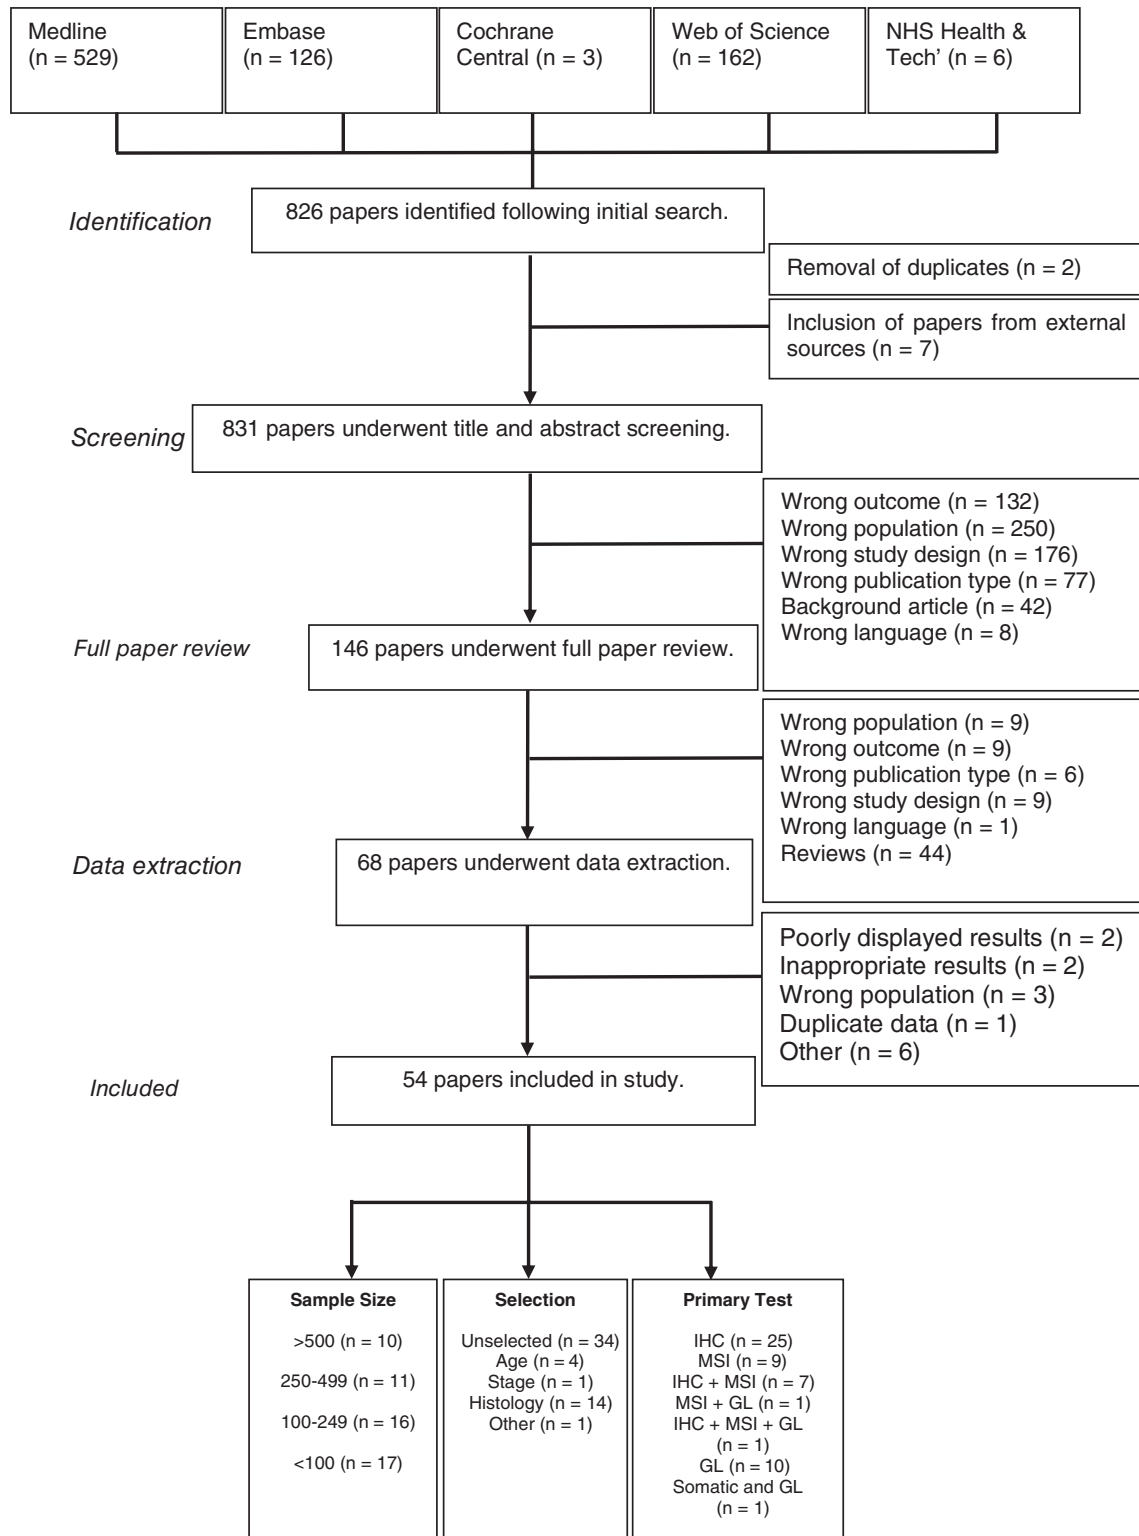 Medline
(n = 529)
Embase
(n = 126)
Cochrane
Central (n = 3)
Web of Science
(n = 162)
NHS Health &
Tech' (n = 6)
Identification
826 papers identified following initial search.
Removal of duplicates (n = 2)
Inclusion of papers from external
sources (n = 7)
Screening
831 papers underwent title and abstract screening.
Wrong outcome (n = 132)
Wrong population (n = 250)
Wrong study design (n = 176)
Wrong publication type (n = 77)
Background article (n = 42)
Wrong language (n = 8)
Full paper review
146 papers underwent full paper review.
Wrong population (n = 9)
Wrong outcome (n = 9)
Wrong publication type (n = 6)
Wrong study design (n = 9)
Wrong language (n = 1)
Reviews (n = 44)
Data extraction
68 papers underwent data extraction.
Poorly displayed results (n = 2)
Inappropriate results (n = 2)
Wrong population (n = 3)
Duplicate data (n = 1)
Other (n = 6)
Included
54 papers included in study.
Sample Size
>500 (n = 10)
250-499 (n = 11)
100-249 (n = 16)
<100 (n = 17)
Selection
Unselected (n = 34)
Age (n = 4)
Stage (n = 1)
Histology (n = 14)
Other (n = 1)
Primary Test
IHC (n = 25)
MSI (n = 9)
IHC + MSI (n = 7)
MSI + GL (n = 1)
IHC + MSI + GL
(n = 1)
GL (n = 10)
Somatic and GL
(n = 1)